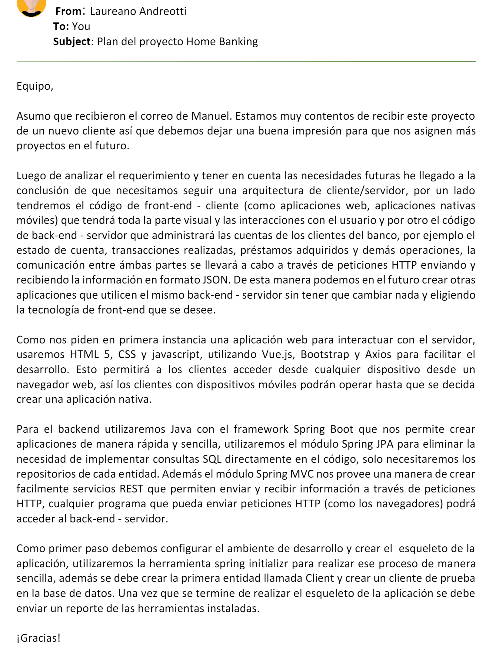 From: Laureano Andreotti
To: You
Subject: Plan del proyecto Home Banking
Equipo,
Asumo que recibieron el correo de Manuel. Estamos muy contentos de recibir este proyecto
de un nuevo cliente así que debemos dejar una buena impresión para que nos asignen más
proyectos en el futuro.
Luego de analizar el requerimiento y tener en cuenta las necesidades futuras he llegado a la
conclusión de que necesitamos seguir una arquitectura de cliente/servidor, por un lado
tendremos el código de front-end - cliente (como aplicaciones web, aplicaciones nativas
móviles) que tendrá toda la parte visual y las interacciones con el usuario y por otro el código
de back-end - servidor que administrará las cuentas de los clientes del banco, por ejemplo el
estado de cuenta, transacciones realizadas, préstamos adquiridos y demás operaciones, la
comunicación entre ámbas partes se llevará a cabo a través de peticiones HTTP enviando y
recibiendo la información en formato JSON. De esta manera podemos en el futuro crear otras
aplicaciones que utilicen el mismo back-end - servidor sin tener que cambiar nada y eligiendo
la tecnología de front-end que se desee.
Como nos piden en primera instancia una aplicación web para interactuar con el servidor,
usaremos HTML 5, CSS y javascript, utilizando Vue.js, Bootstrap y Axios para facilitar el
desarrollo. Esto permitirá a los clientes acceder desde cualquier dispositivo desde un
navegador web, así los clientes con dispositivos móviles podrán operar hasta que se decida
crear una aplicación nativa.
Para el backend utilizaremos Java con el framework Spring Boot que nos permite crear
aplicaciones de manera rápida y sencilla, utilizaremos el módulo Spring JPA para eliminar la
necesidad de implementar consultas SQL directamente en el código, solo necesitaremos los
repositorios de cada entidad. Además el módulo Spring MVC nos provee una manera de crear
facilmente servicios REST que permiten enviar y recibir información a través de peticiones
HTTP, cualquier programa que pueda enviar peticiones HTTP (como los navegadores) podrá
acceder al back-end - servidor.
Como primer paso debemos configurar el ambiente de desarrollo y crear el esqueleto de la
aplicación, utilizaremos la herramienta spring initializr para realizar ese proceso de manera
sencilla, además se debe crear la primera entidad llamada Client y crear un cliente de prueba
en la base de datos. Una vez que se termine de realizar el esqueleto de la aplicación se debe
enviar un reporte de las herramientas instaladas.
¡Gracias!